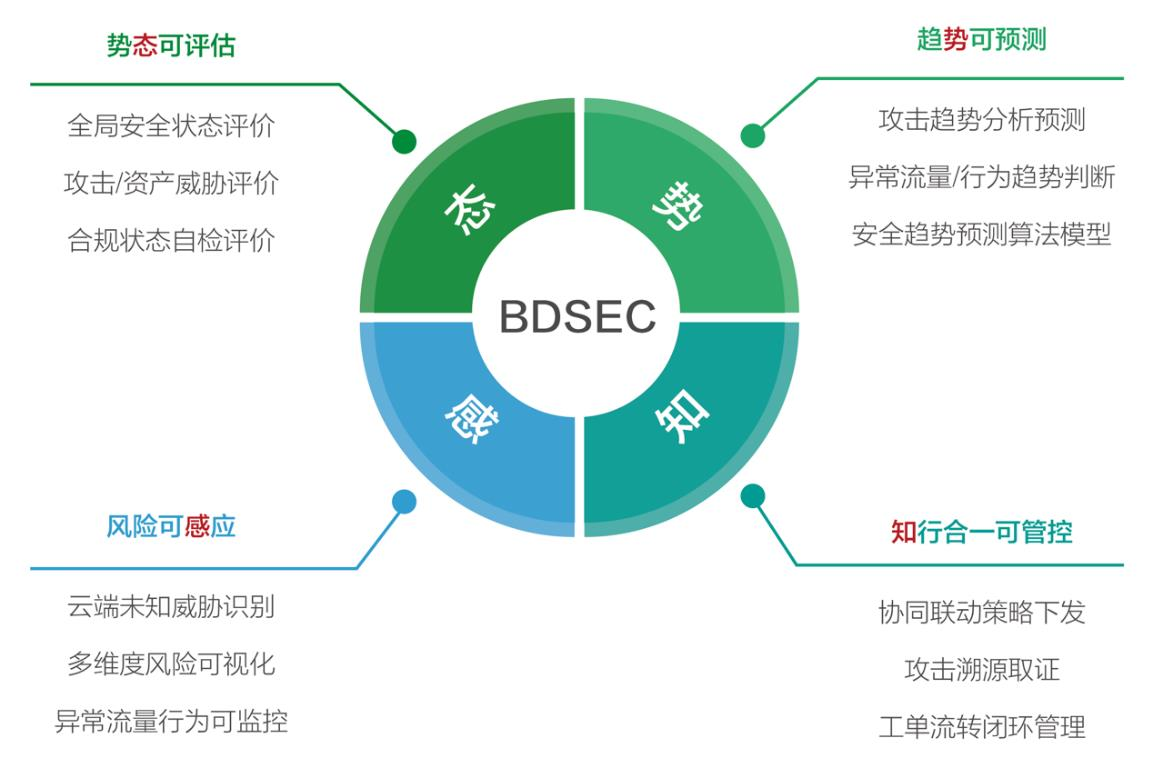 势态可评估
全局安全状态评价
攻击/资产威胁评价
合规状态自检评价
趋势可预测
攻击趋势分析预测
异常流量/行为趋势判断
安全趋势预测算法模型
态
势
BDSEC
感
知
风险可感应
云端未知威胁识别
多维度风险可视化
异常流量行为可监控
知行合一可管控
协同联动策略下发
攻击溯源取证
工单流转闭环管理